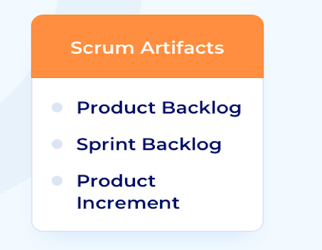 Scrum Artifacts
Product Backlog
Sprint Backlog
Product
Increment